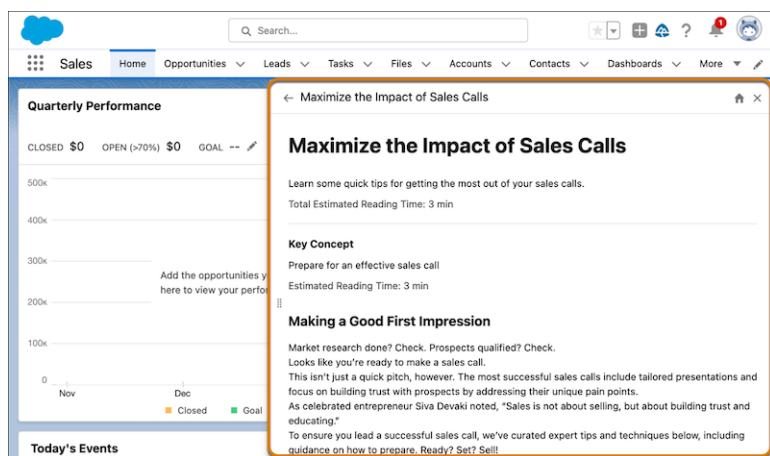 Search...
1
Sales
Home
Opportunities
Leads
Tasks
Files
Accounts
Contacts
Dashboards
More
Quarterly Performance
CLOSED $0 OPEN (>70%) $0 GOAL --
500K
400K
300K
200K
100K
0
Add the opportunities y
here to view your perfo
Nov
Dec
Closed
Goal
Today's Events
Maximize the Impact of Sales Calls
Maximize the Impact of Sales Calls
Learn some quick tips for getting the most out of your sales calls.
Total Estimated Reading Time: 3 min
Key Concept
Prepare for an effective sales call
Estimated Reading Time: 3 min
Making a Good First Impression
Market research done? Check. Prospects qualified? Check.
Looks like you're ready to make a sales call.
This isn't just a quick pitch, however. The most successful sales calls include tailored presentations and
focus on building trust with prospects by addressing their unique pain points.
As celebrated entrepreneur Siva Devaki noted, “Sales is not about selling, but about building trust and
educating.”
To ensure you lead a successful sales call, we've curated expert tips and techniques below, including
guidance on how to prepare. Ready? Set? Sell!